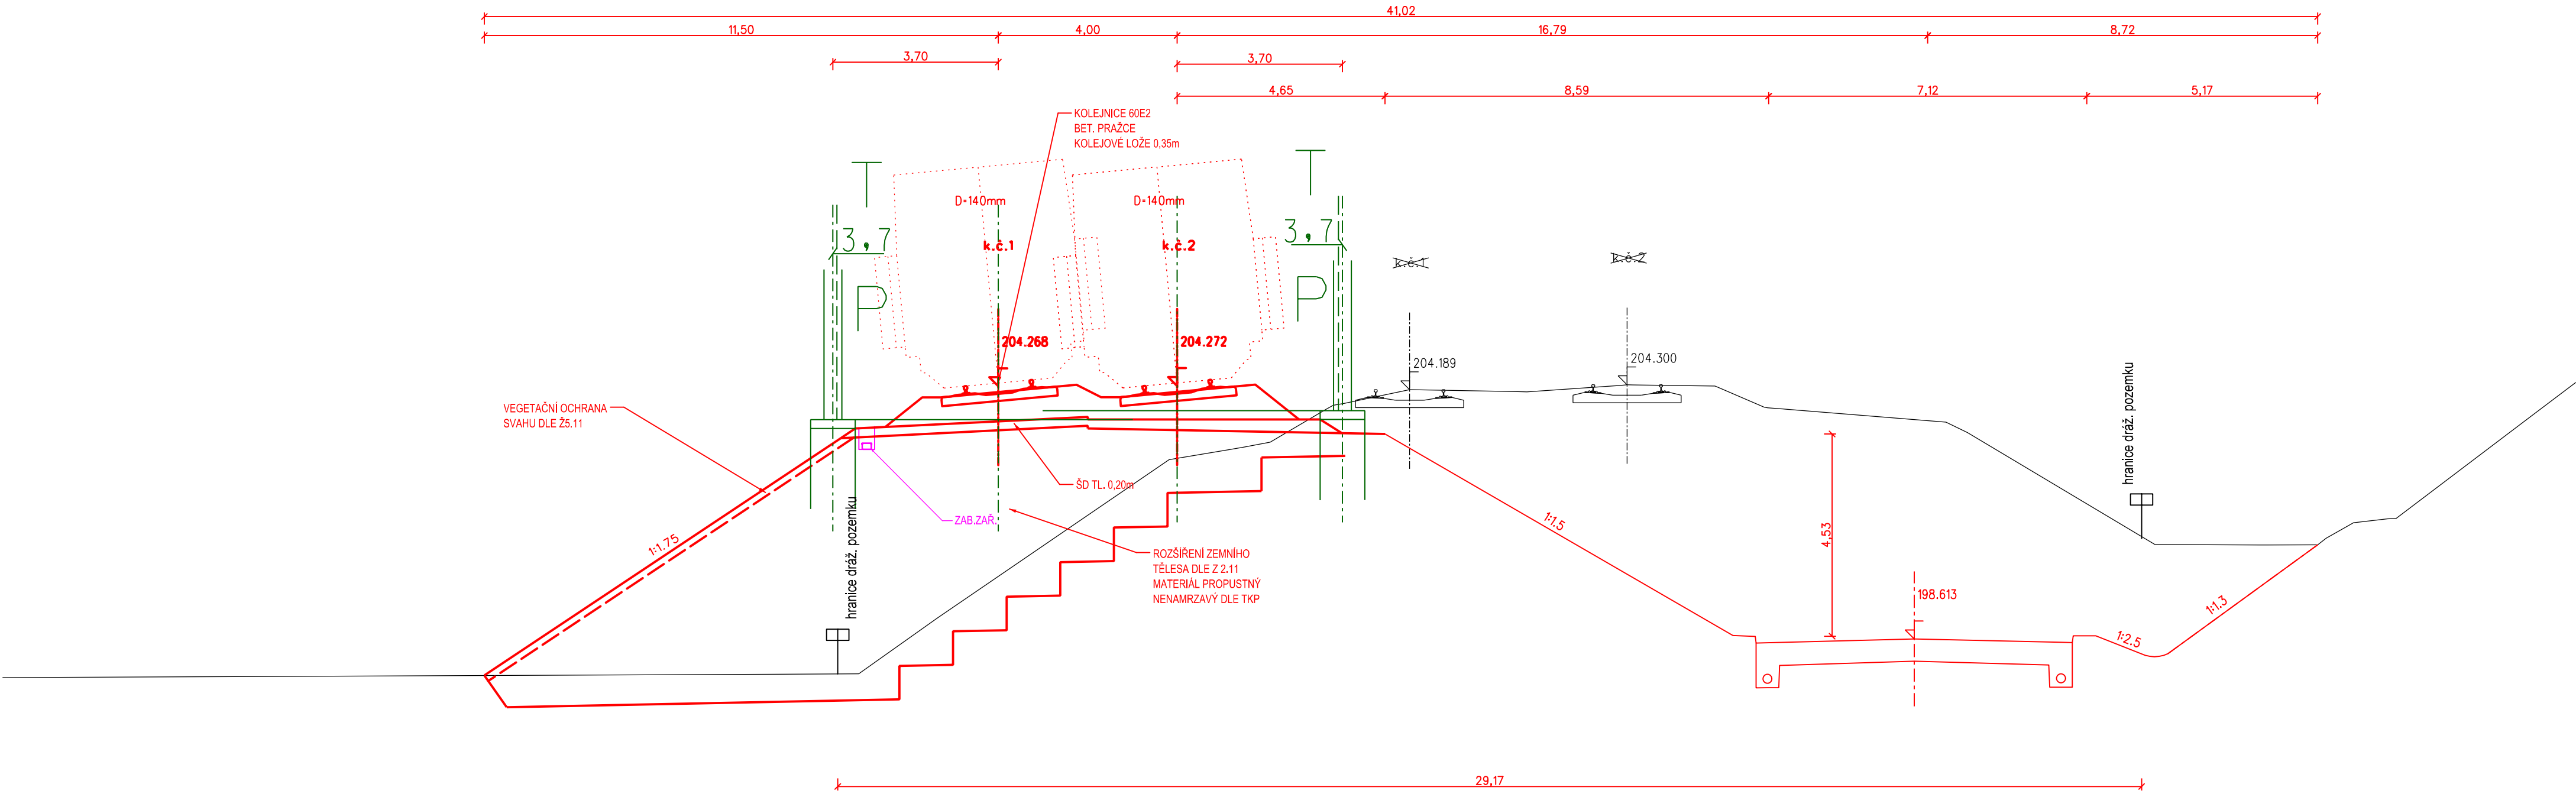 41,02
11,50
4,00
16,79
8,72
3,70
3,70
4,65
8,59
7,12
5,17
KOLEJNICE 60E2
BET. PRAŽCE
KOLEJOVÉ LOŽE 0,35m
T
T
D=140mm
D=140mm
3,7
k.č.1
k.č.2
3,7
k.č.1
k.č.2
P
P
204.268
204.272
204.189
204.300
hranice dráž. pozemku
VEGETAČNÍ OCHRANA
SVAHU DLE Ž5.11
ŠD TL. 0,20m
ZAB.ZAŘ.
1:1.75
hranice dráž. pozemku
1:1.5
4,53
ROZŠÍŘENÍ ZEMNÍHO
TĚLESA DLE Z 2.11
MATERIÁL PROPUSTNÝ
NENAMRZAVÝ DLE TKP
198.613
1:1.3
1:2.5
29,17